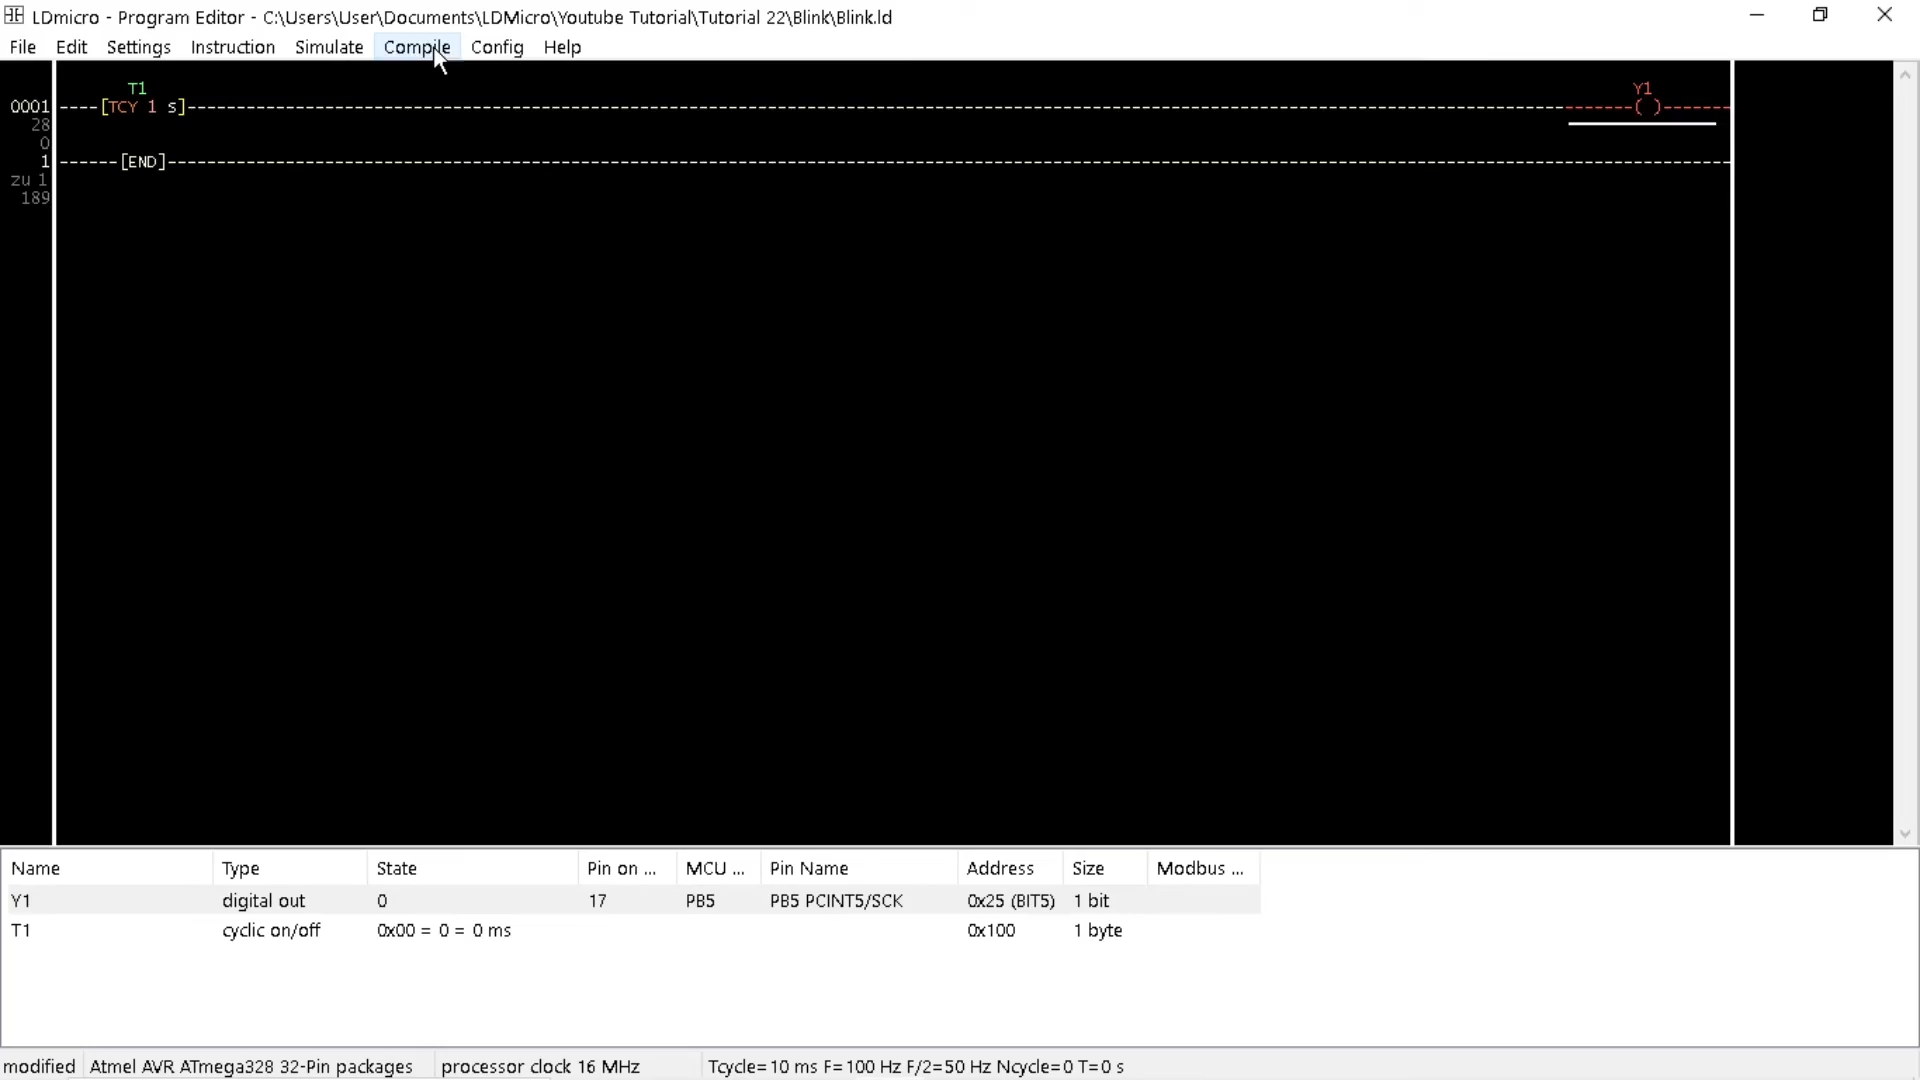 LDmicro - Program Editor - C:\Users\User\Documents\LDMicro\Youtube Tutorial\Tutorial 22\Blink\Blink.ld
File Edit Settings Instruction Simulate Compile Config Help
T1 Y1
0001 ----[TCY 1 s]-----( )-----
28
0
1 ------[END]-----
zu 1
189
Name Type State Pin on ... MCU ... Pin Name Address Size Modbus ...
Y1 digital out 0 17 PB5 PB5 PCINT5/SCK 0x25 (BIT5) 1 bit
T1 cyclic on/off 0x00 = 0 = 0 ms 0x100 1 byte
modified Atmel AVR ATmega328 32-Pin packages processor clock 16 MHz Tcycle=10 ms F=100 Hz F/2=50 Hz Ncycle=0 T=0 s